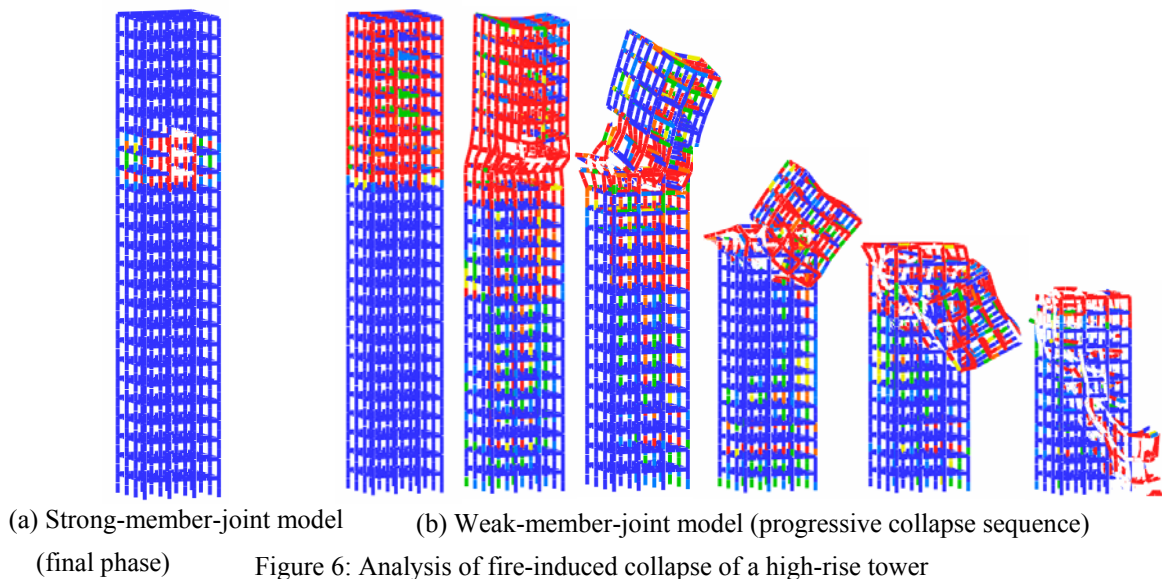 (a) Strong-member-joint model
(final phase)
(b) Weak-member-joint model (progressive collapse sequence)
Figure 6: Analysis of fire-induced collapse of a high-rise tower